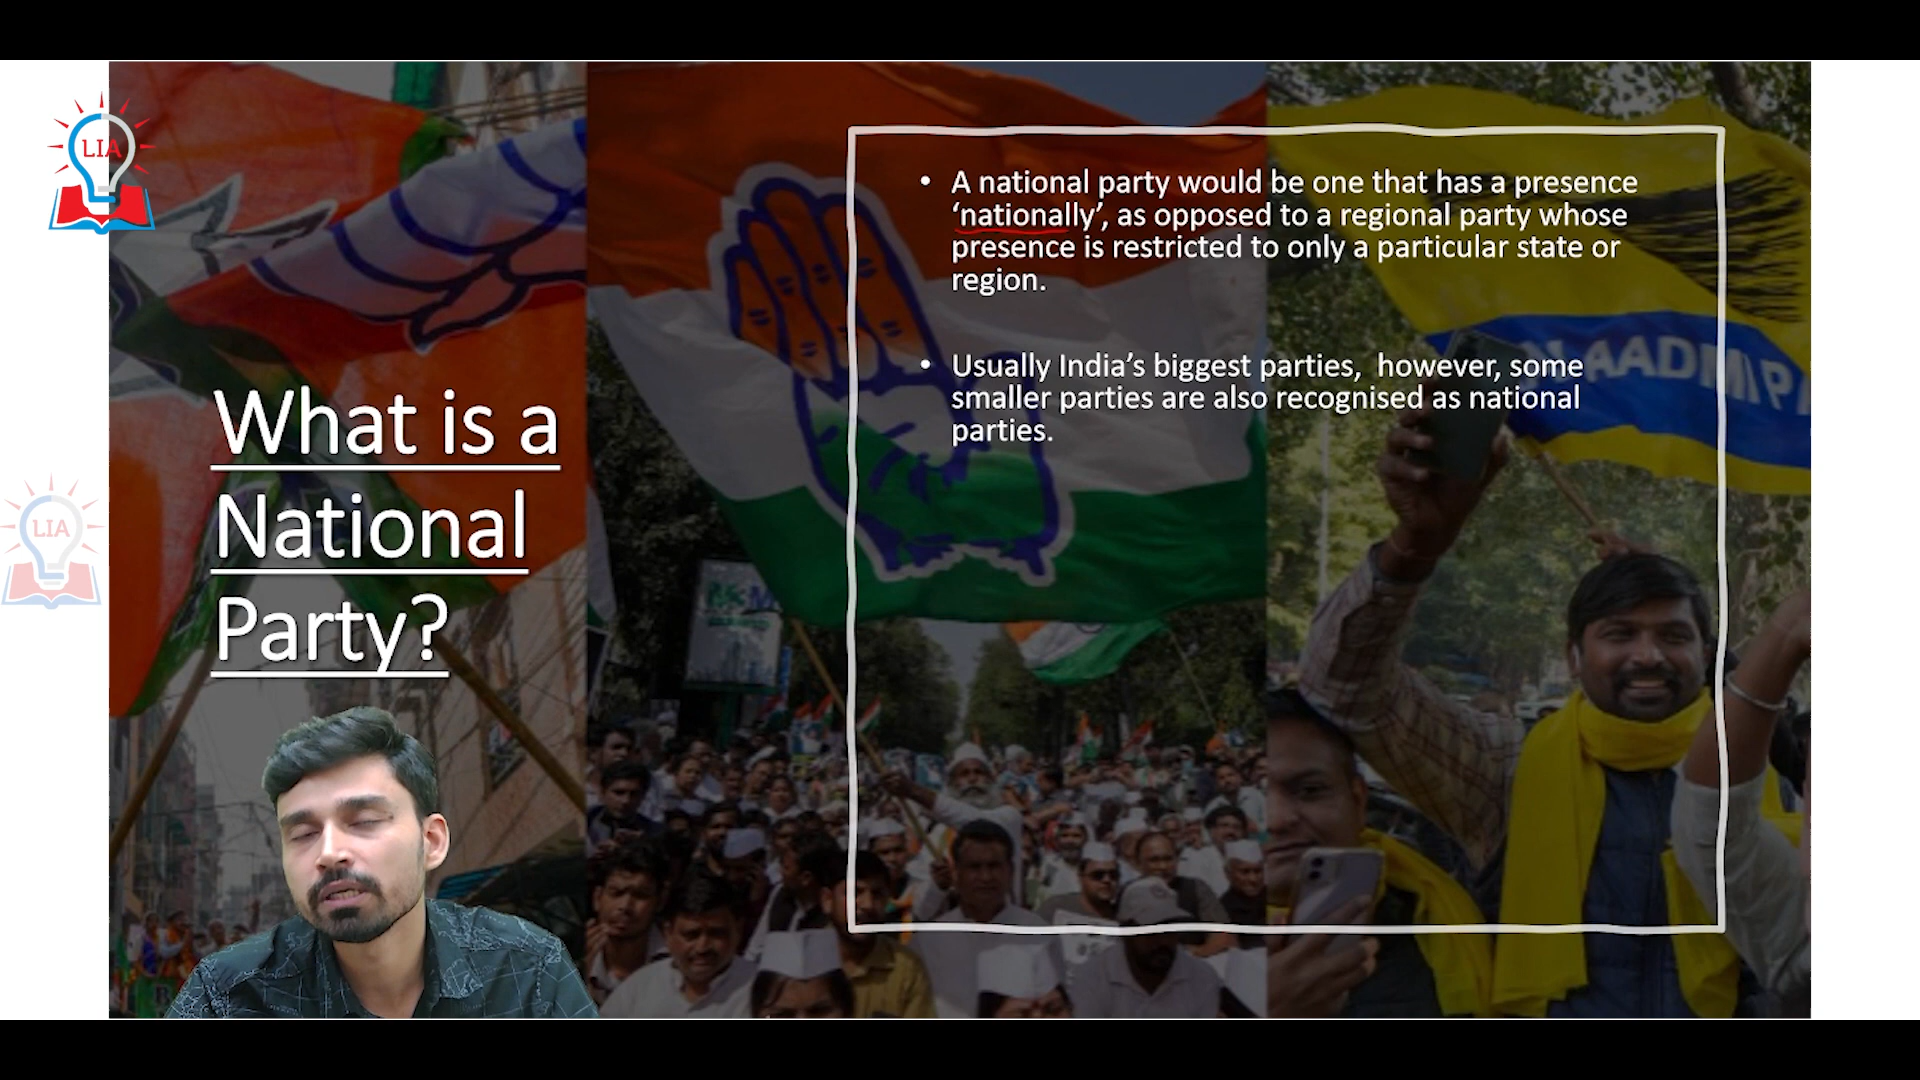 LIA
What is a
National
Party?
• A national party would be one that has a presence
‘nationally’, as opposed to a regional party whose
presence is restricted to only a particular state or
region.
• Usually India’s biggest parties,  however, some
smaller parties are also recognised as national
parties.
AADMI
LIA